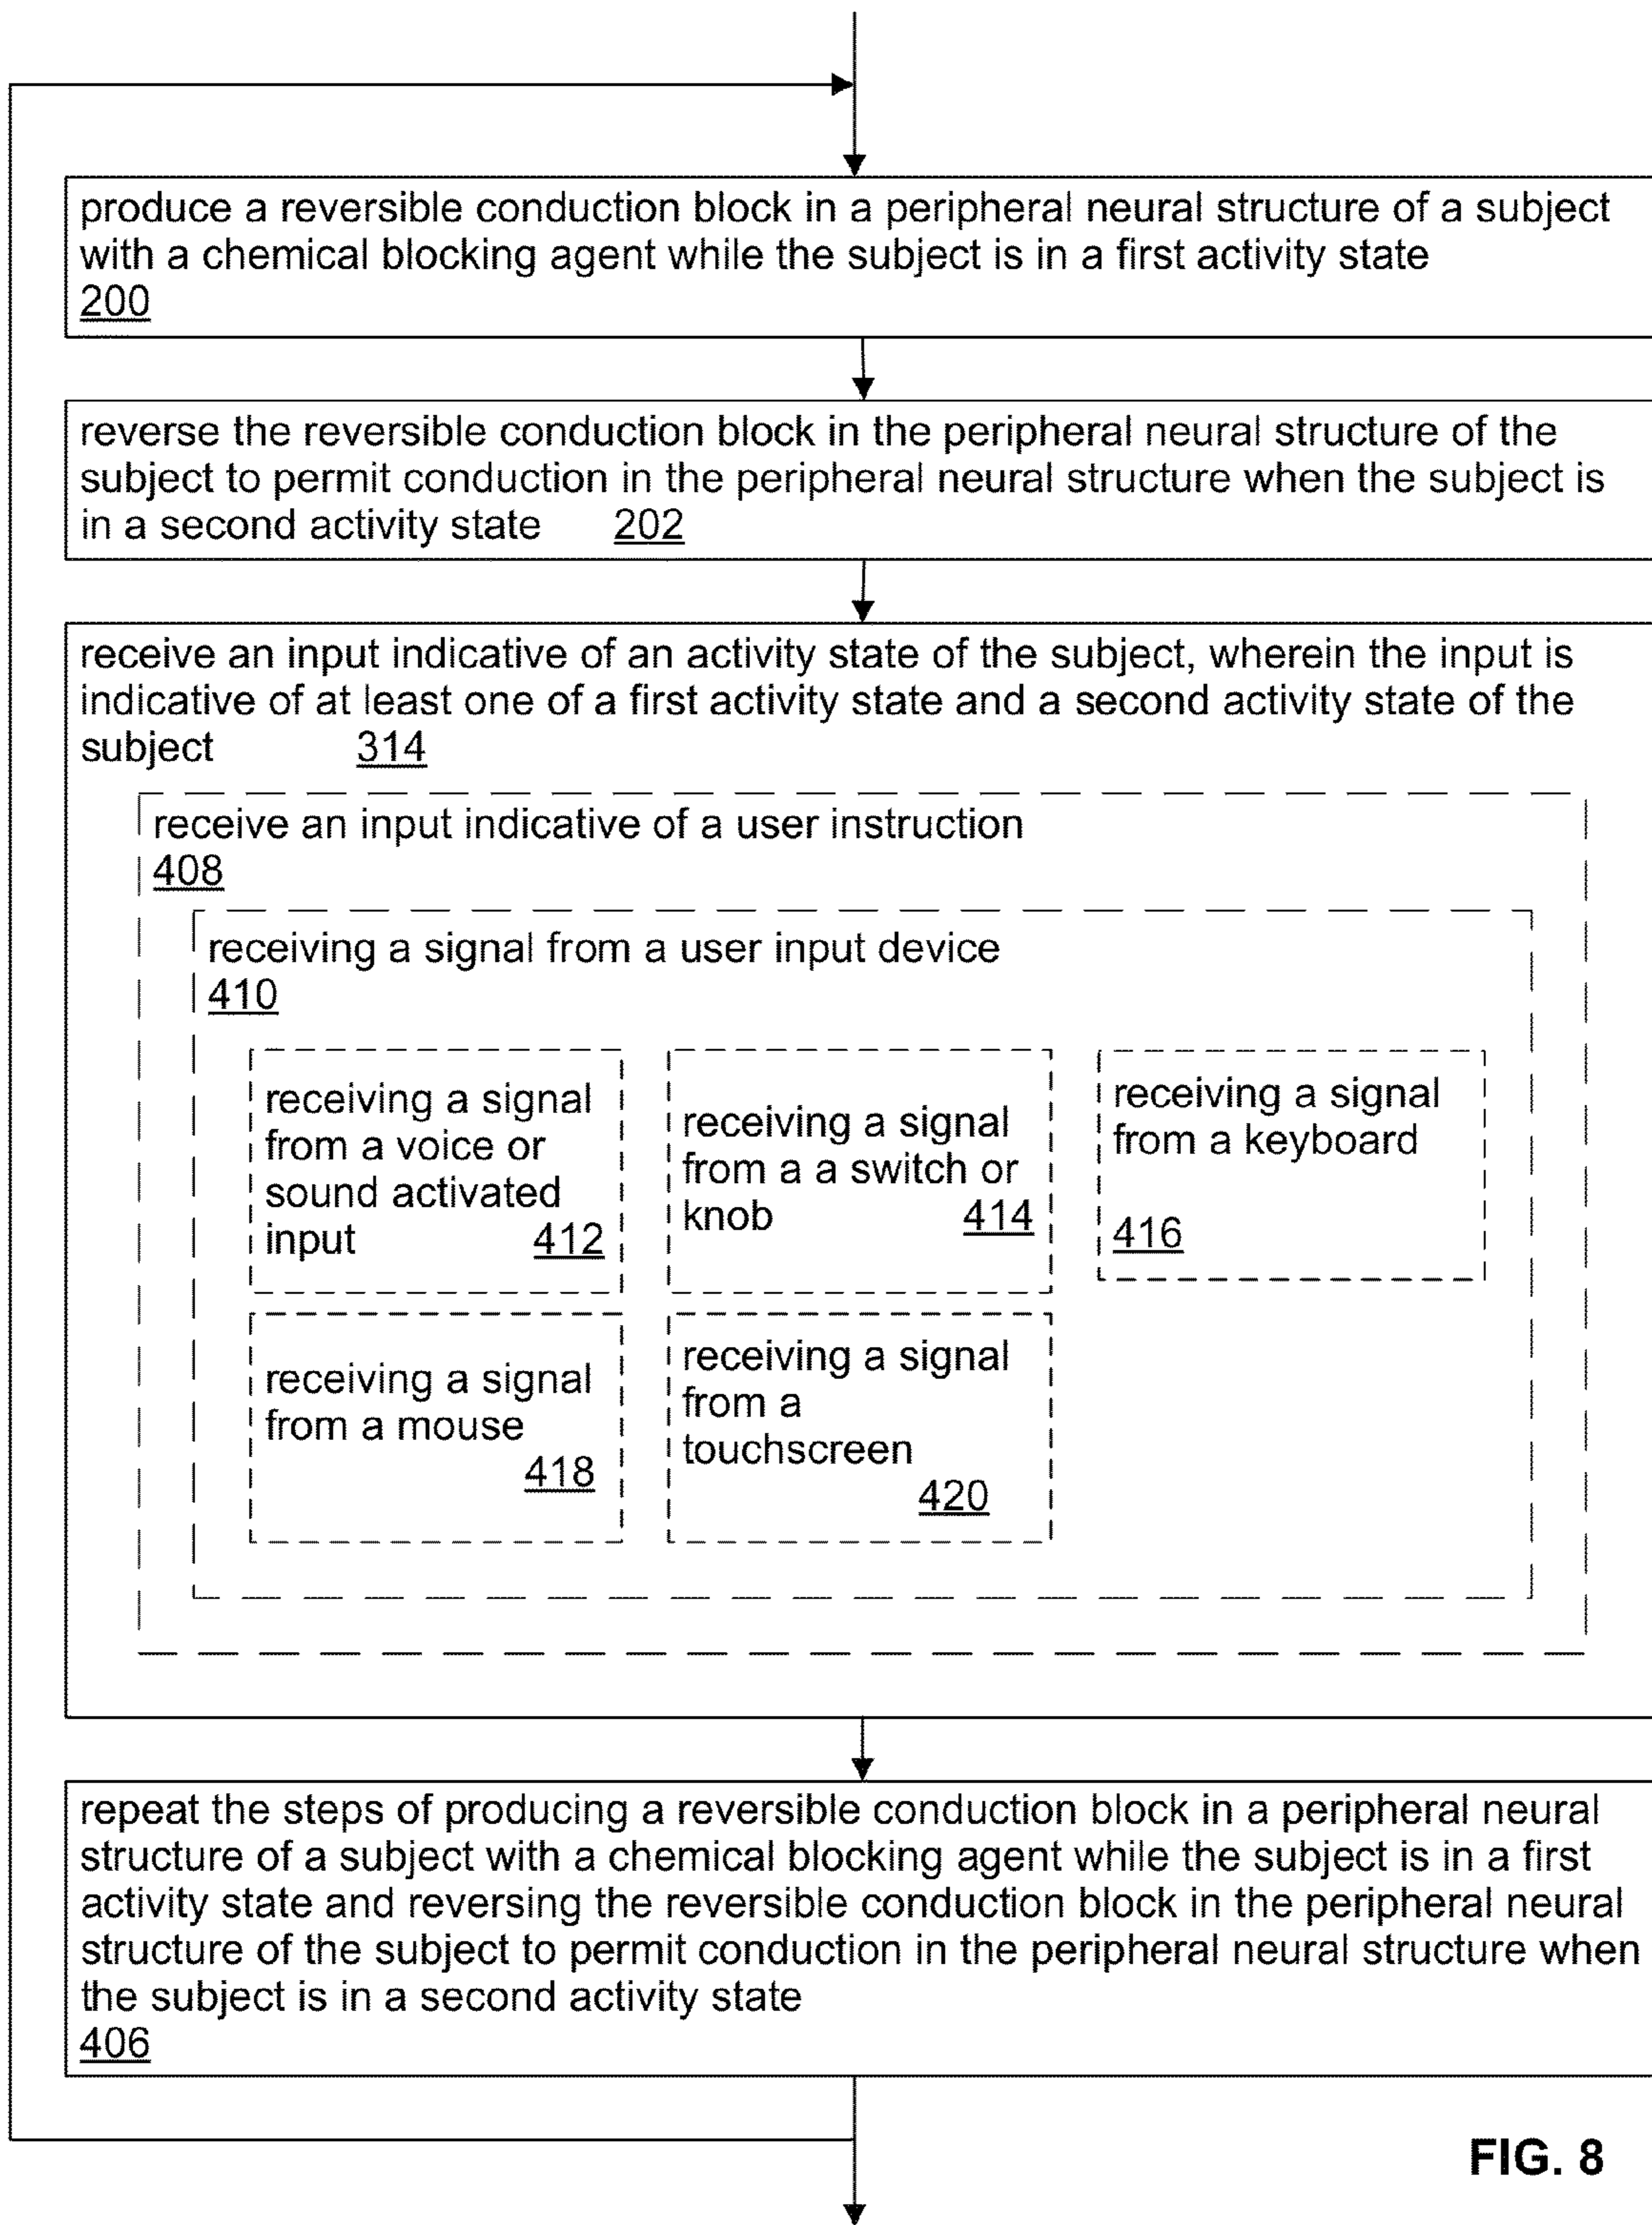 produce a reversible conduction block in a peripheral neural structure of a subject
with a chemical blocking agent while the subject is in a first activity state
200
reverse the reversible conduction block in the peripheral neural structure of the
subject to permit conduction in the peripheral neural structure when the subject is
in a second activity state 202
receive an input indicative of an activity state of the subject, wherein the input is
indicative of at least one of a first activity state and a second activity state of the
subject 314
receive an input indicative of a user instruction
408
receiving a signal from a user input device
410
receiving a signal
from a voice or
sound activated
input 412
receiving a signal
from a a switch or
knob 414
receiving a signal
from a keyboard
416
receiving a signal
from a mouse
418
receiving a signal
from a
touchscreen
420
repeat the steps of producing a reversible conduction block in a peripheral neural
structure of a subject with a chemical blocking agent while the subject is in a first
activity state and reversing the reversible conduction block in the peripheral neural
structure of the subject to permit conduction in the peripheral neural structure when
the subject is in a second activity state
406
FIG. 8